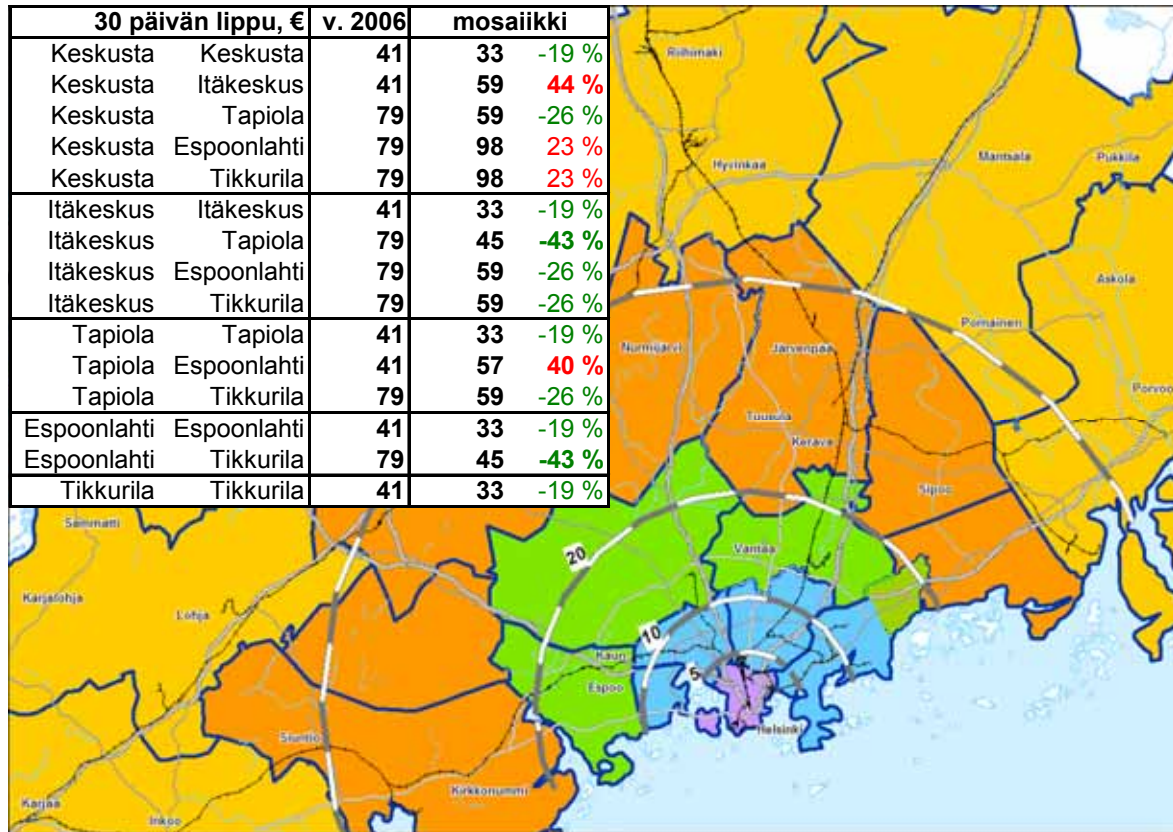 30 päivän lippu, € v. 2006 mosaiikki
Keskusta Keskusta 41 33 -19 %
Keskusta Itäkeskus 41 59 44 %
Keskusta Tapiola 79 59 -26 %
Keskusta Espoonlahti 79 98 23 %
Keskusta Tikkurila 79 98 23 %
Itäkeskus Itäkeskus 41 33 -19 %
Itäkeskus Tapiola 79 45 -43 %
Itäkeskus Espoonlahti 79 59 -26 %
Itäkeskus Tikkurila 79 59 -26 %
Tapiola Tapiola 41 33 -19 %
Tapiola Espoonlahti 41 57 40 %
Tapiola Tikkurila 79 59 -26 %
Espoonlahti Espoonlahti 41 33 -19 %
Espoonlahti Tikkurila 79 45 -43 %
Tikkurila Tikkurila 41 33 -19 %
Riihimäki
Hyvinkää
Mäntsälä
Pukkila
Askola
Pornainen
Porvoo
Nurmijärvi
Järvenpää
Tuusula
Kerava
Sipoo
Sammatti
Vantaa
20
Karjalohja
Lohja
10
Kaun
Espoo
5
Helsinki
Siuntio
Kirkkonummi
Karjaa
Inkoo